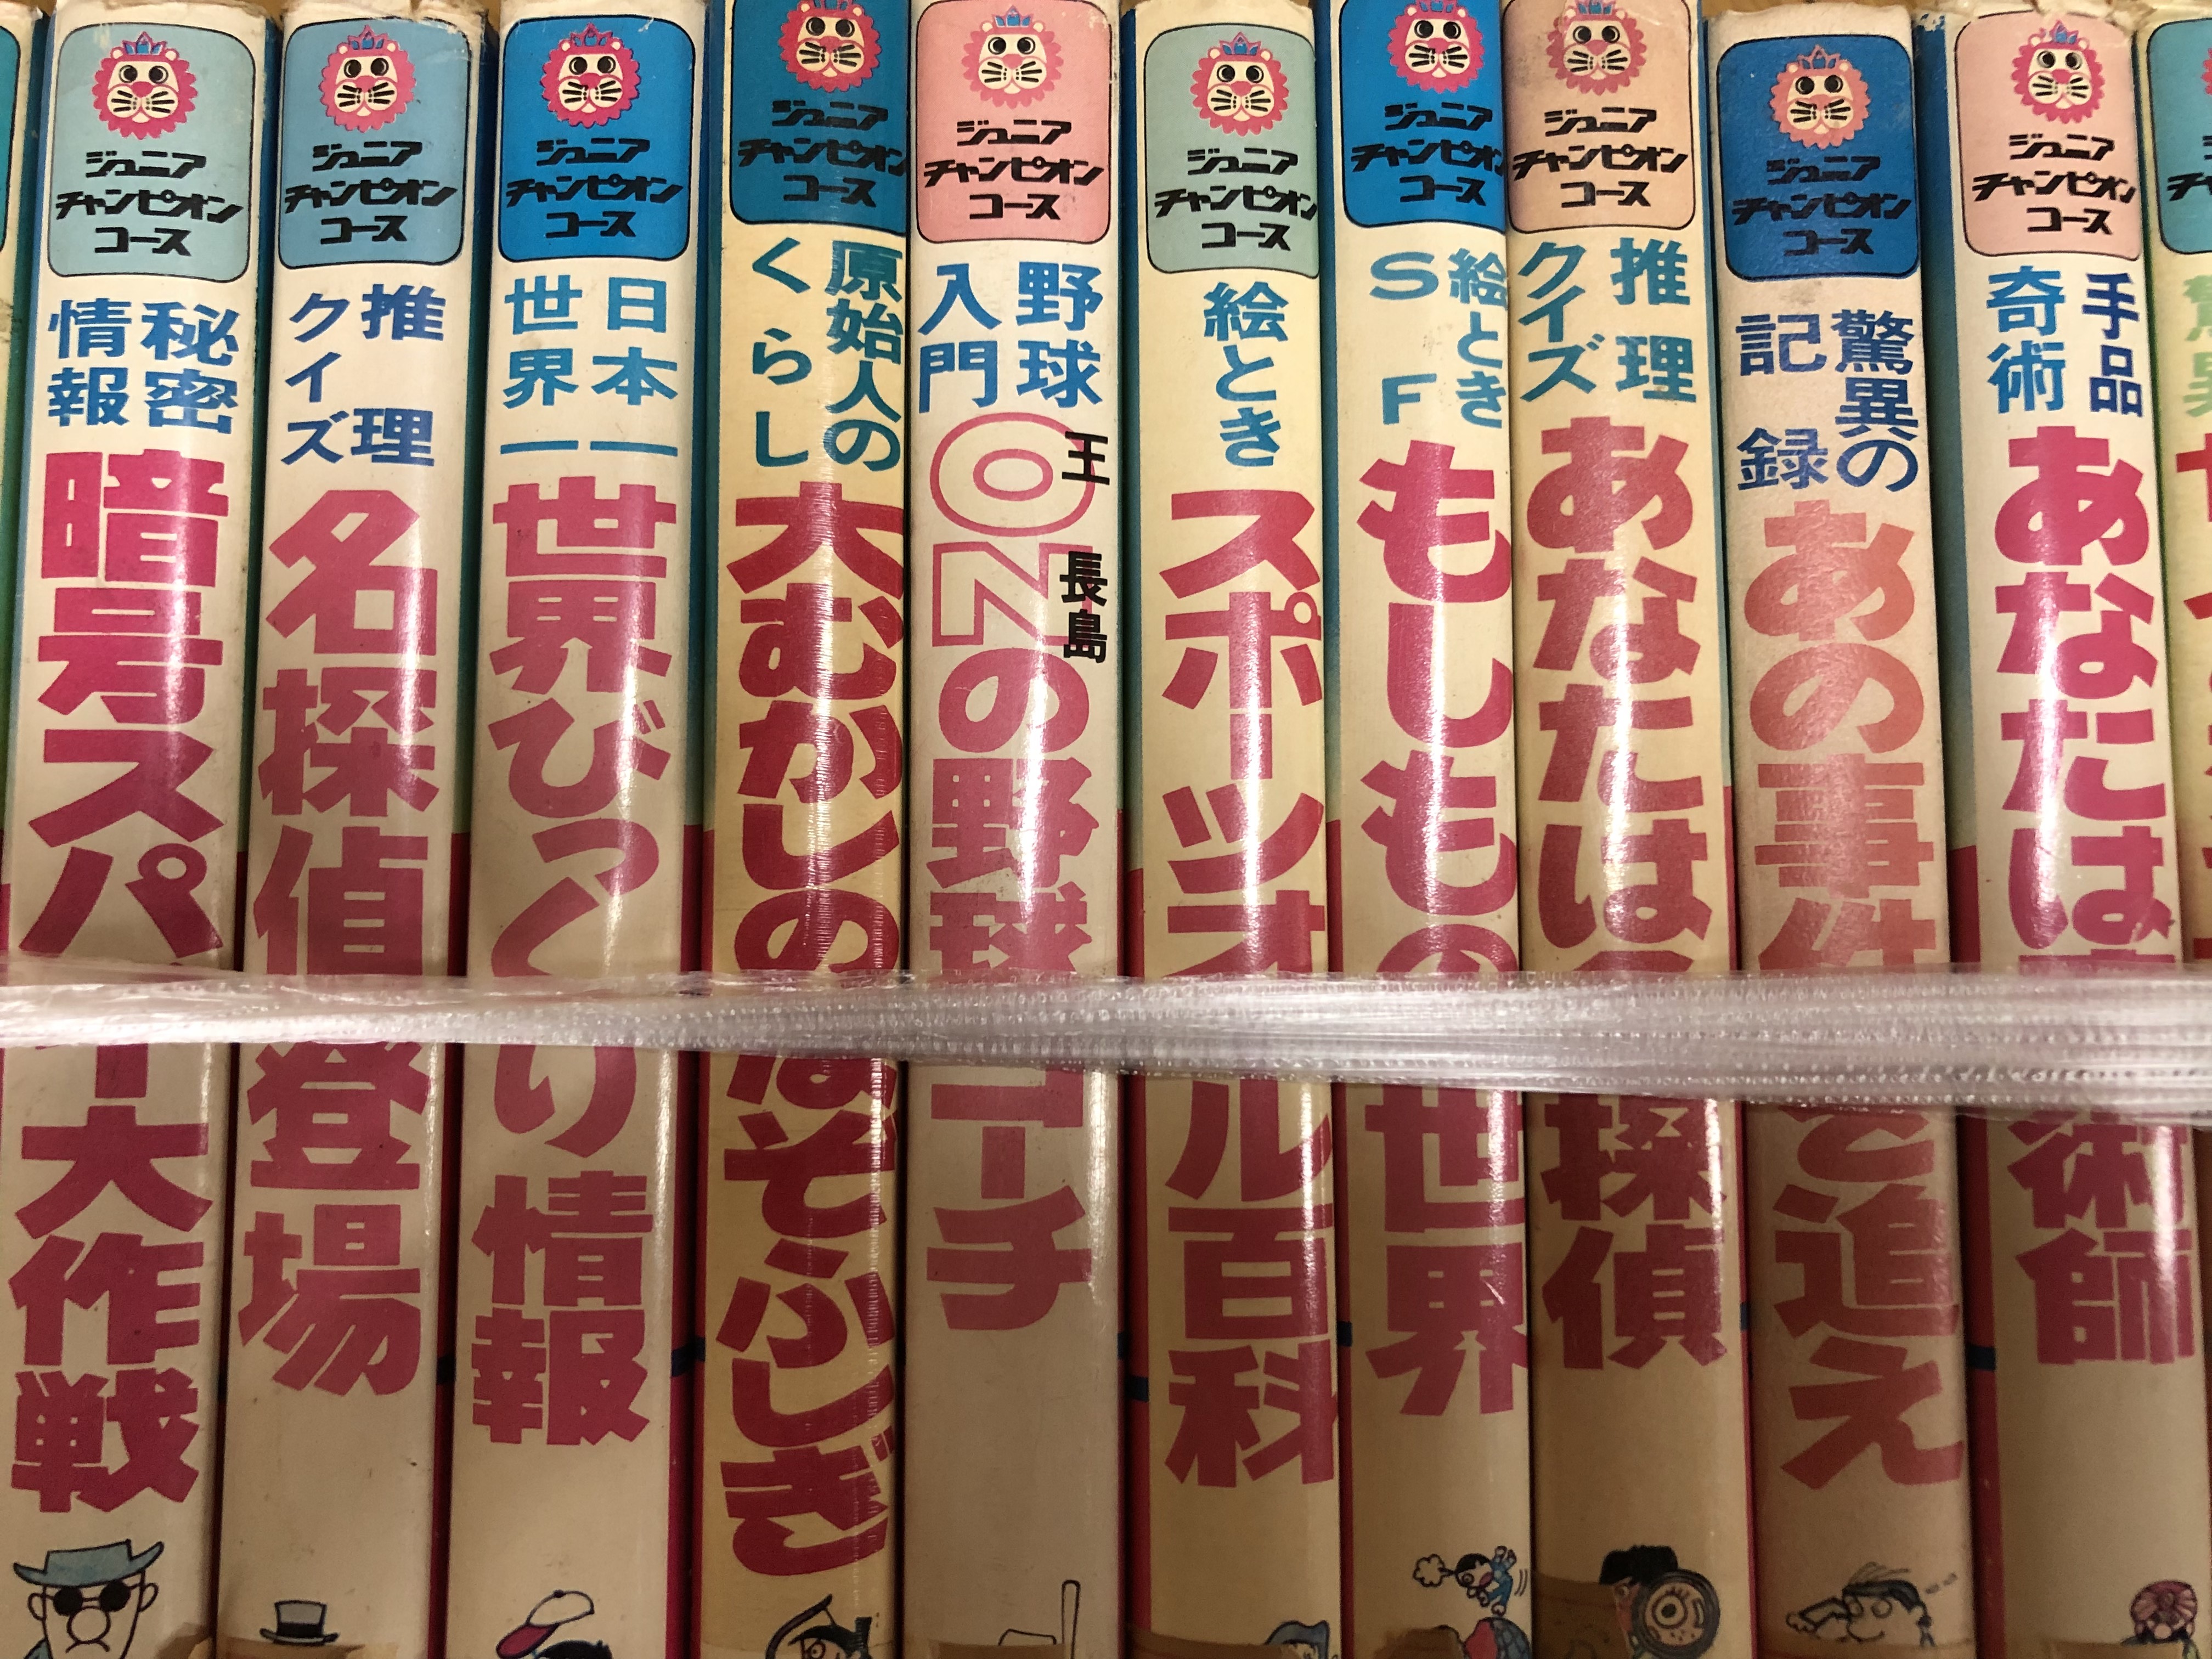 ジュニア
チャンピオン
コース
秘密
情報
暗号スパイ大作戦
ジュニア
チャンピオン
コース
推理
クイズ
名探偵登場
ジュニア
チャンピオン
コース
日本一
世界一
世界びっくり情報
ジュニア
チャンピオン
コース
原始人の
くらし
大むかしのなぞふしぎ
ジュニア
チャンピオン
コース
野球
入門
王
長島
ONの野球コーチ
ジュニア
チャンピオン
コース
絵とき
スポーツオール百科
ジュニア
チャンピオン
コース
絵とき
SF
もしもの世界
ジュニア
チャンピオン
コース
推理
クイズ
あなたは名探偵
ジュニア
チャンピオン
コース
驚異の
記録
あの事件を追え
ジュニア
チャンピオン
コース
手品
奇術
あなたは魔術師